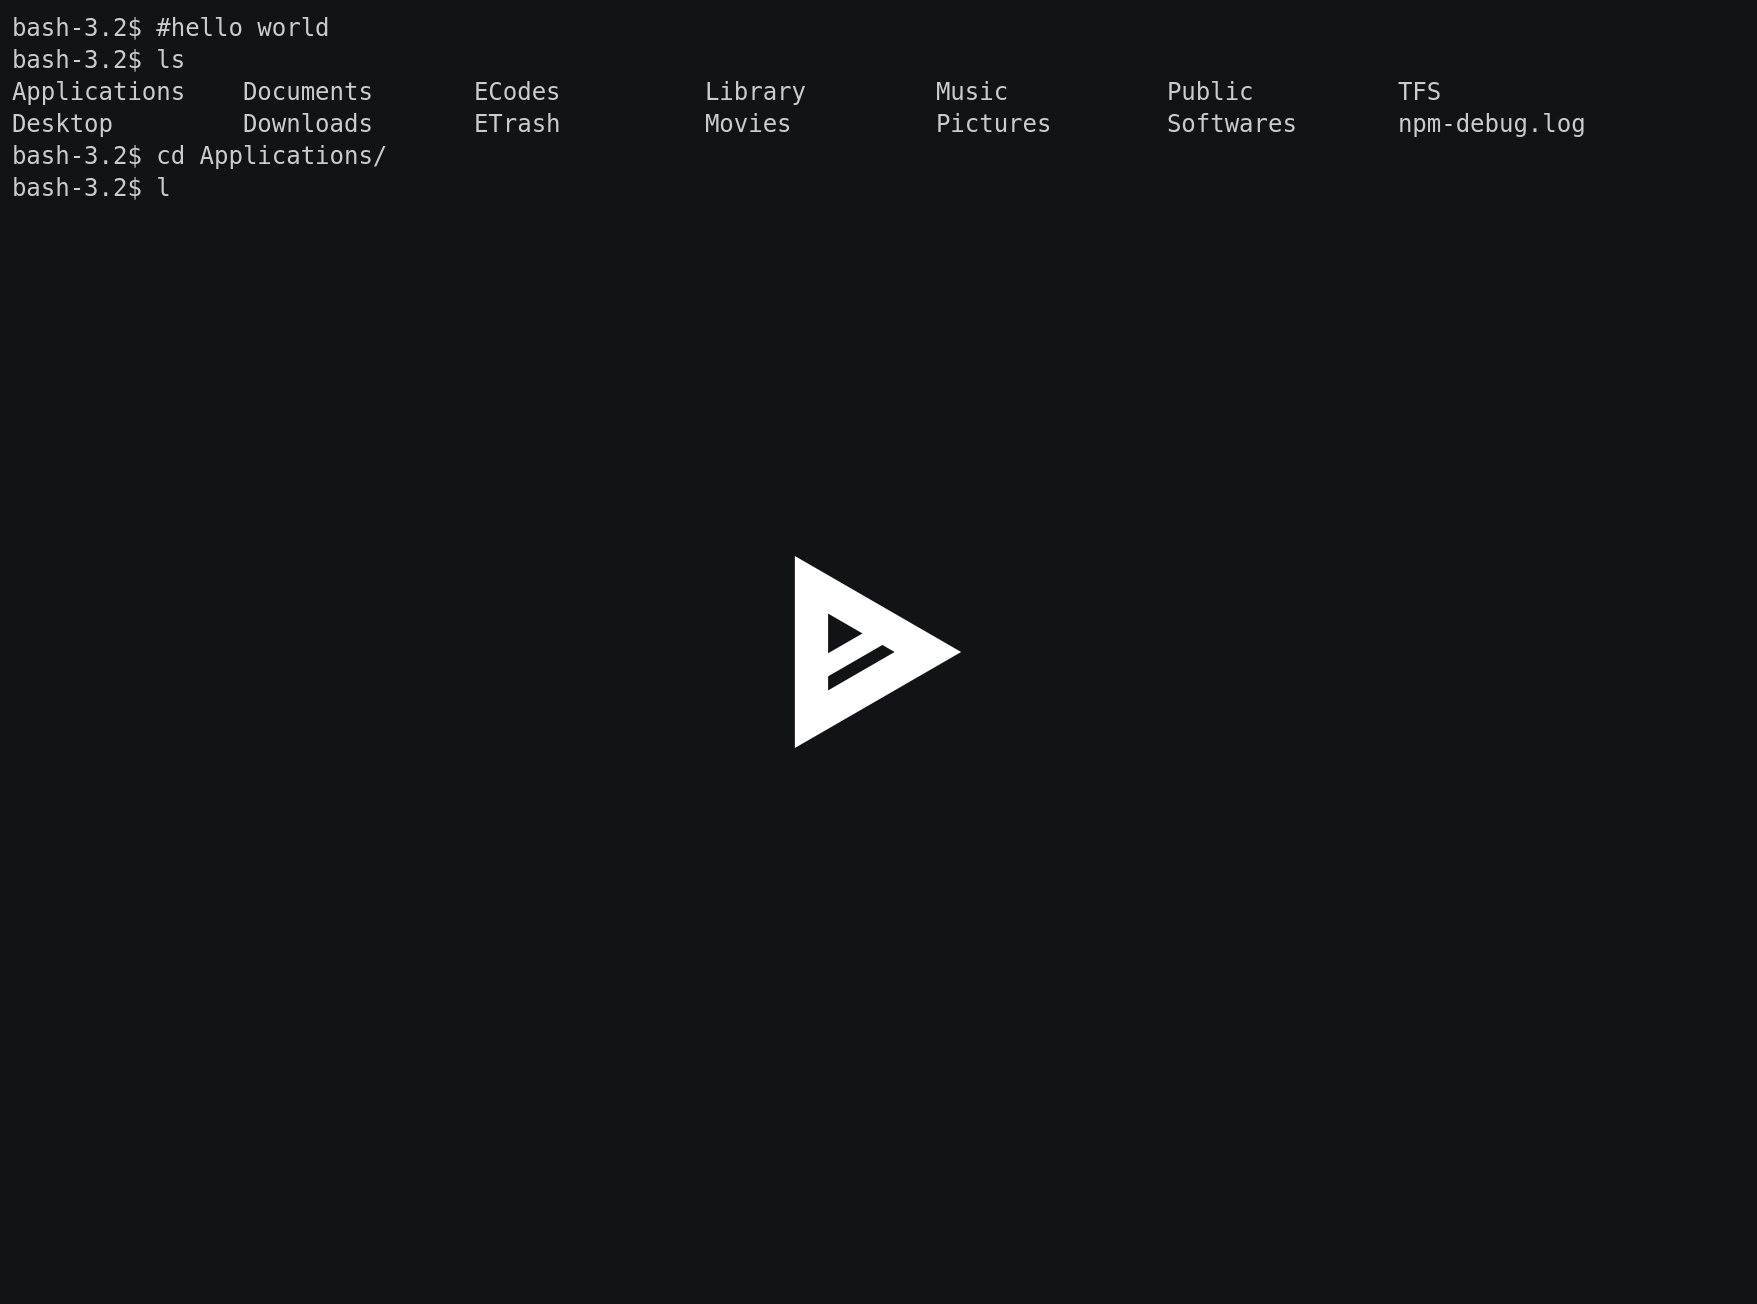 bash-3.2$ #hello world
bash-3.2$ ls
Applications    Documents       ECodes          Library         Music           Public          TFS
Desktop         Downloads       ETrash          Movies          Pictures        Softwares       npm-debug.log
bash-3.2$ cd Applications/
bash-3.2$ l